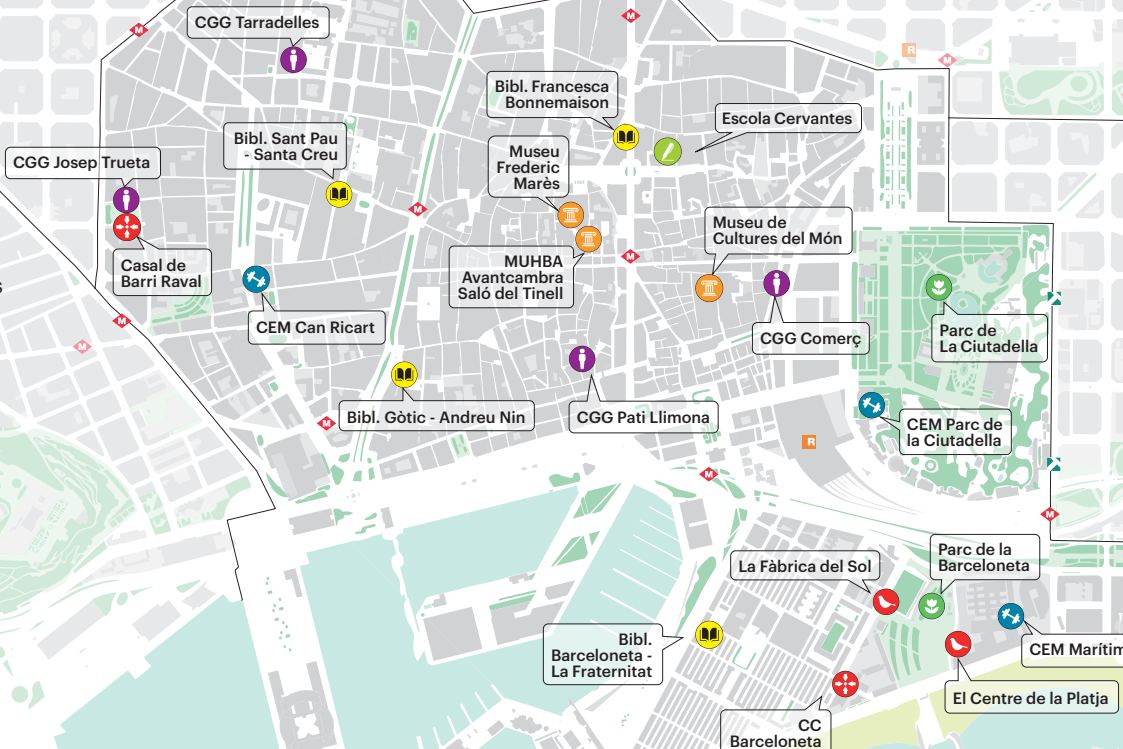 CGG Tarradelles
M
M
R
M
Bibl. Francesca
Bonnemaison
Escola Cervantes
Bibl. Sant Pau
- Santa Creu
Museu
Frederic
Marès
CGG Josep Trueta
M
Museu de
Cultures del Món
MUHBA
Avantcambra
Saló del Tinell
M
Casal de
Barri Raval
s
CEM Can Ricart
M
M
CGG Comerç
Parc de
La Ciutadella
Bibl. Gòtic - Andreu Nin
M
CGG Pati Llimona
CEM Parc de
la Ciutadella
R
M
M
La Fàbrica del Sol
Parc de la
Barceloneta
Bibl.
Barceloneta -
La Fraternitat
CEM Marítim
El Centre de la Platja
CC
Barceloneta